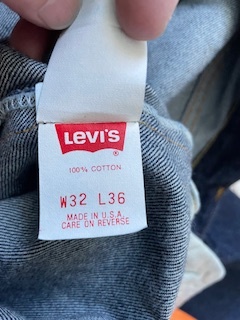 LEVI'S
100% COTTON
W32 L36
MADE IN U.S.A.
CARE ON REVERSE